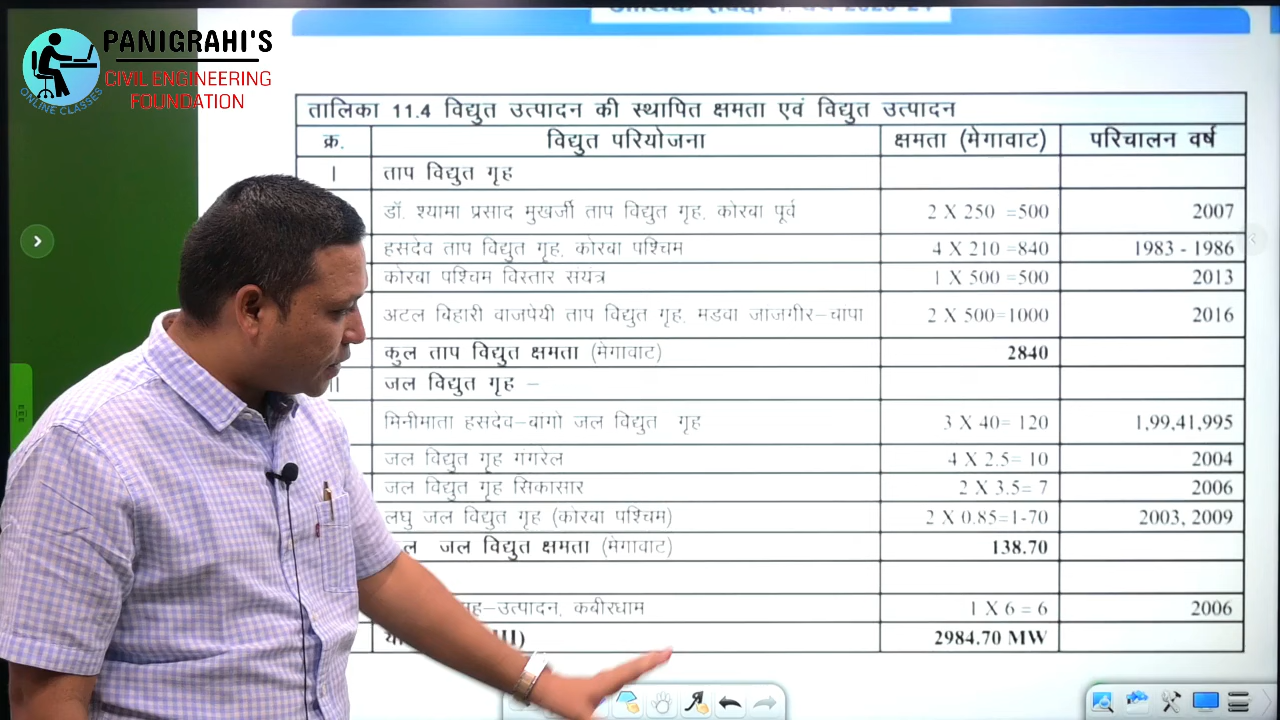 PANIGRAHI'S
CIVIL ENGINEERING
FOUNDATION
ONLINE CLASSES
तालिका 11.4 विद्युत उत्पादन की स्थापित क्षमता एवं विद्युत उत्पादन
क्र. विद्युत परियोजना क्षमता (मेगावाट) परिचालन वर्ष
I ताप विद्युत गृह
डॉ. श्यामा प्रसाद मुखर्जी ताप विद्युत गृह, कोरबा पूर्व 2 X 250 =500 2007
हसदेव ताप विद्युत गृह, कोरबा पश्चिम 4 X 210 =840 1983 - 1986
कोरबा पश्चिम विस्तार संयंत्र 1 X 500 =500 2013
अटल बिहारी वाजपेयी ताप विद्युत गृह, मडवा जाजगीर–चापा 2 X 500=1000 2016
कुल ताप विद्युत क्षमता (मेगावाट) 2840
II जल विद्युत गृह –
मिनीमाता हसदेव–बागो जल विद्युत गृह 3 X 40= 120 1,99,41,995
जल विद्युत गृह गंगरेल 4 X 2.5= 10 2004
जल विद्युत गृह सिकासार 2 X 3.5= 7 2006
लघु जल विद्युत गृह (कोरबा पश्चिम) 2 X 0.85=1-70 2003, 2009
जल विद्युत क्षमता (मेगावाट) 138.70
उत्पादन, कबीरधाम 1 X 6 = 6 2006
2984.70 MW